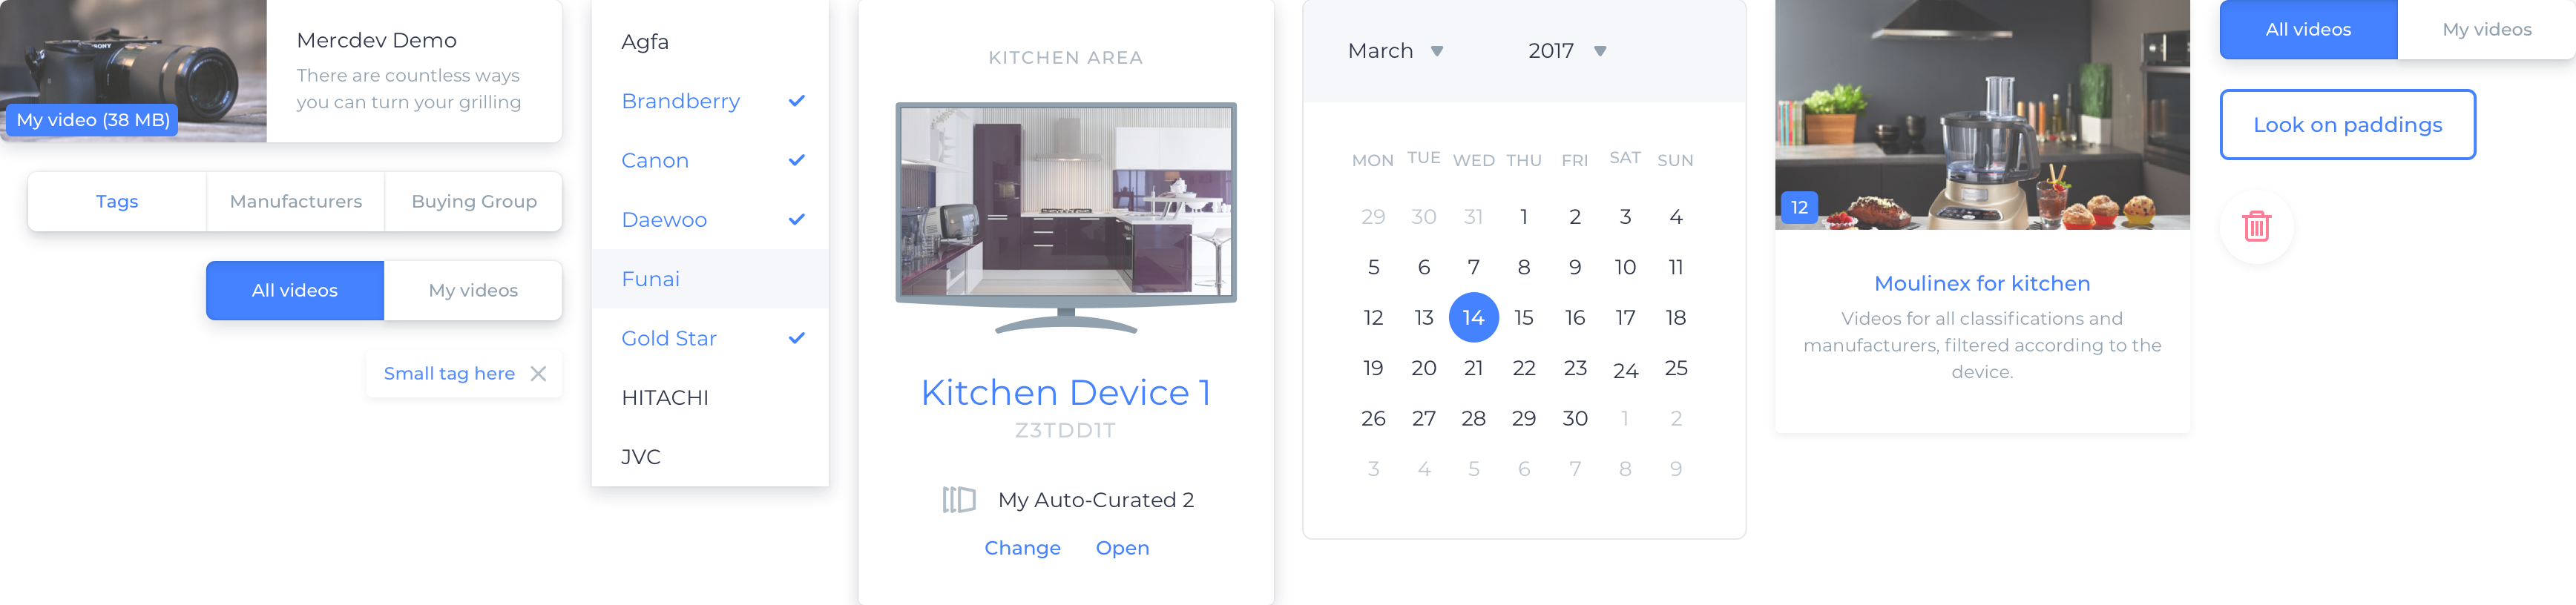 SONY
My video (38 MB)
Mercdev Demo
There are countless ways
you can turn your grilling
Tags
Manufacturers
Buying Group
All videos
My videos
Small tag here
Agfa
Brandberry
Canon
Daewoo
Funai
Gold Star
HITACHI
JVC
KITCHEN AREA
Kitchen Device 1
Z3TDD1T
My Auto-Curated 2
Change Open
March 2017
MON TUE WED THU FRI SAT SUN
29 30 31 1 2 3 4
5 6 7 8 9 10 11
12 13 14 15 16 17 18
19 20 21 22 23 24 25
26 27 28 29 30 1 2
3 4 5 6 7 8 9
12
Moulinex for kitchen
Videos for all classifications and
manufacturers, filtered according to the
device.
All videos
My videos
Look on paddings